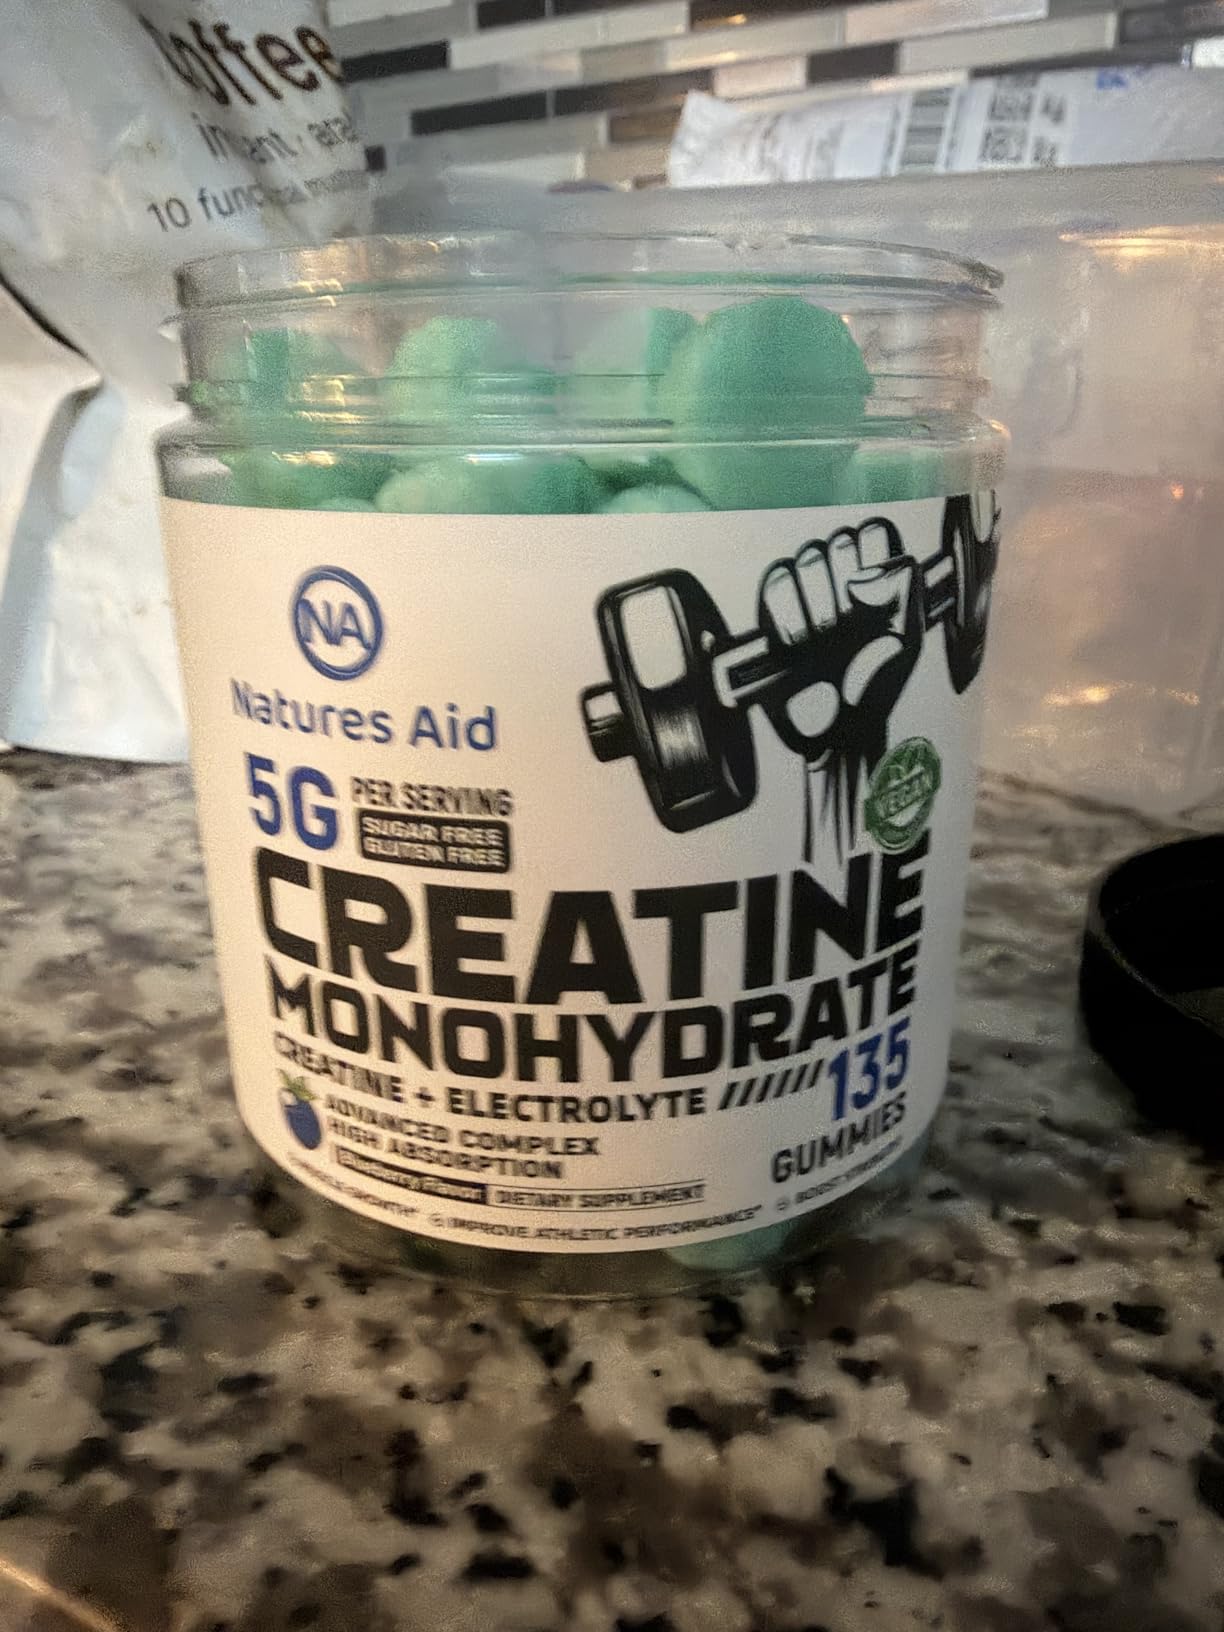 offee
10 func
NA
Natures Aid
5G PER SERVING
SUGAR FREE
GLUTEN FREE
VEGAN
CREATINE
MONOHYDRATE
CREATINE + ELECTROLYTE //////135
GUMMIES
ADVANCED COMPLEX
HIGH ABSORPTION
DIETARY SUPPLEMENT
IMPROVE ATHLETIC PERFORMANCE*
BOOST